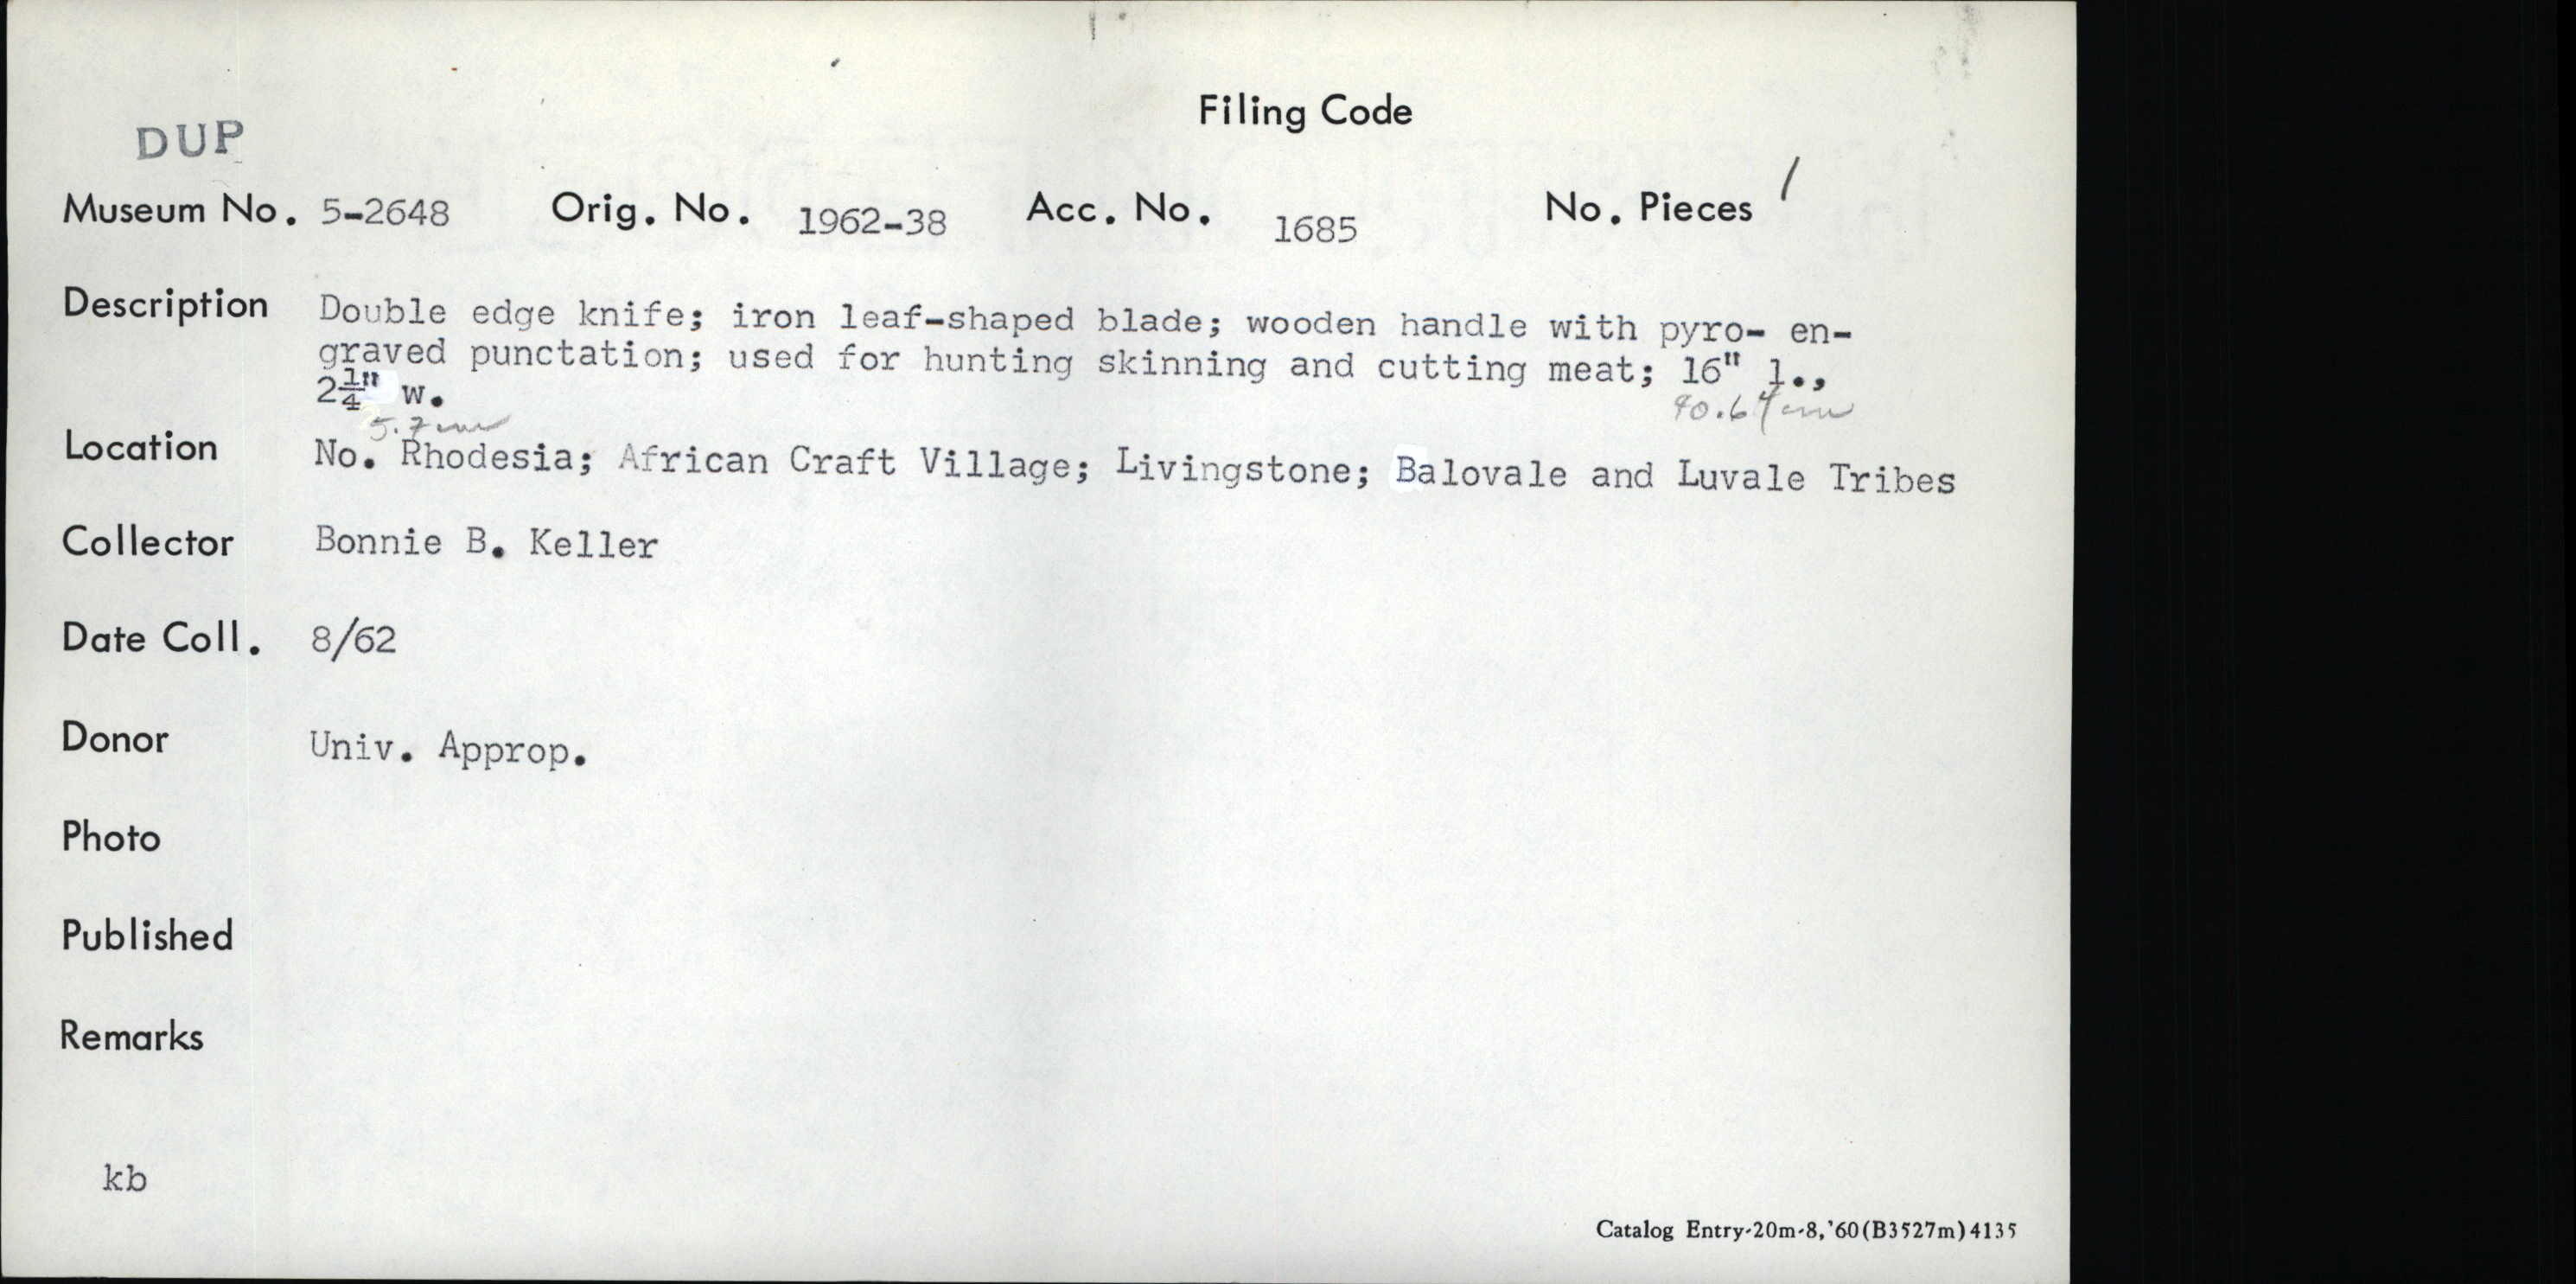 Filing Code
DUP
Museum No. 5-2648 Orig. No. 1962-38 Acc. No. 1685 No. Pieces 1
Description Double edge knife; iron leaf-shaped blade; wooden handle with pyro- en-
graved punctation; used for hunting skinning and cutting meat; 16" l.,
40.64cm
2¼" w.
5.7cm
Location No. Rhodesia; African Craft Village; Livingstone; Balovale and Luvale Tribes
Collector Bonnie B. Keller
Date Coll. 8/62
Donor Univ. Approp.
Photo
Published
Remarks
kb
Catalog Entry-20m-8,'60(B3527m)4135